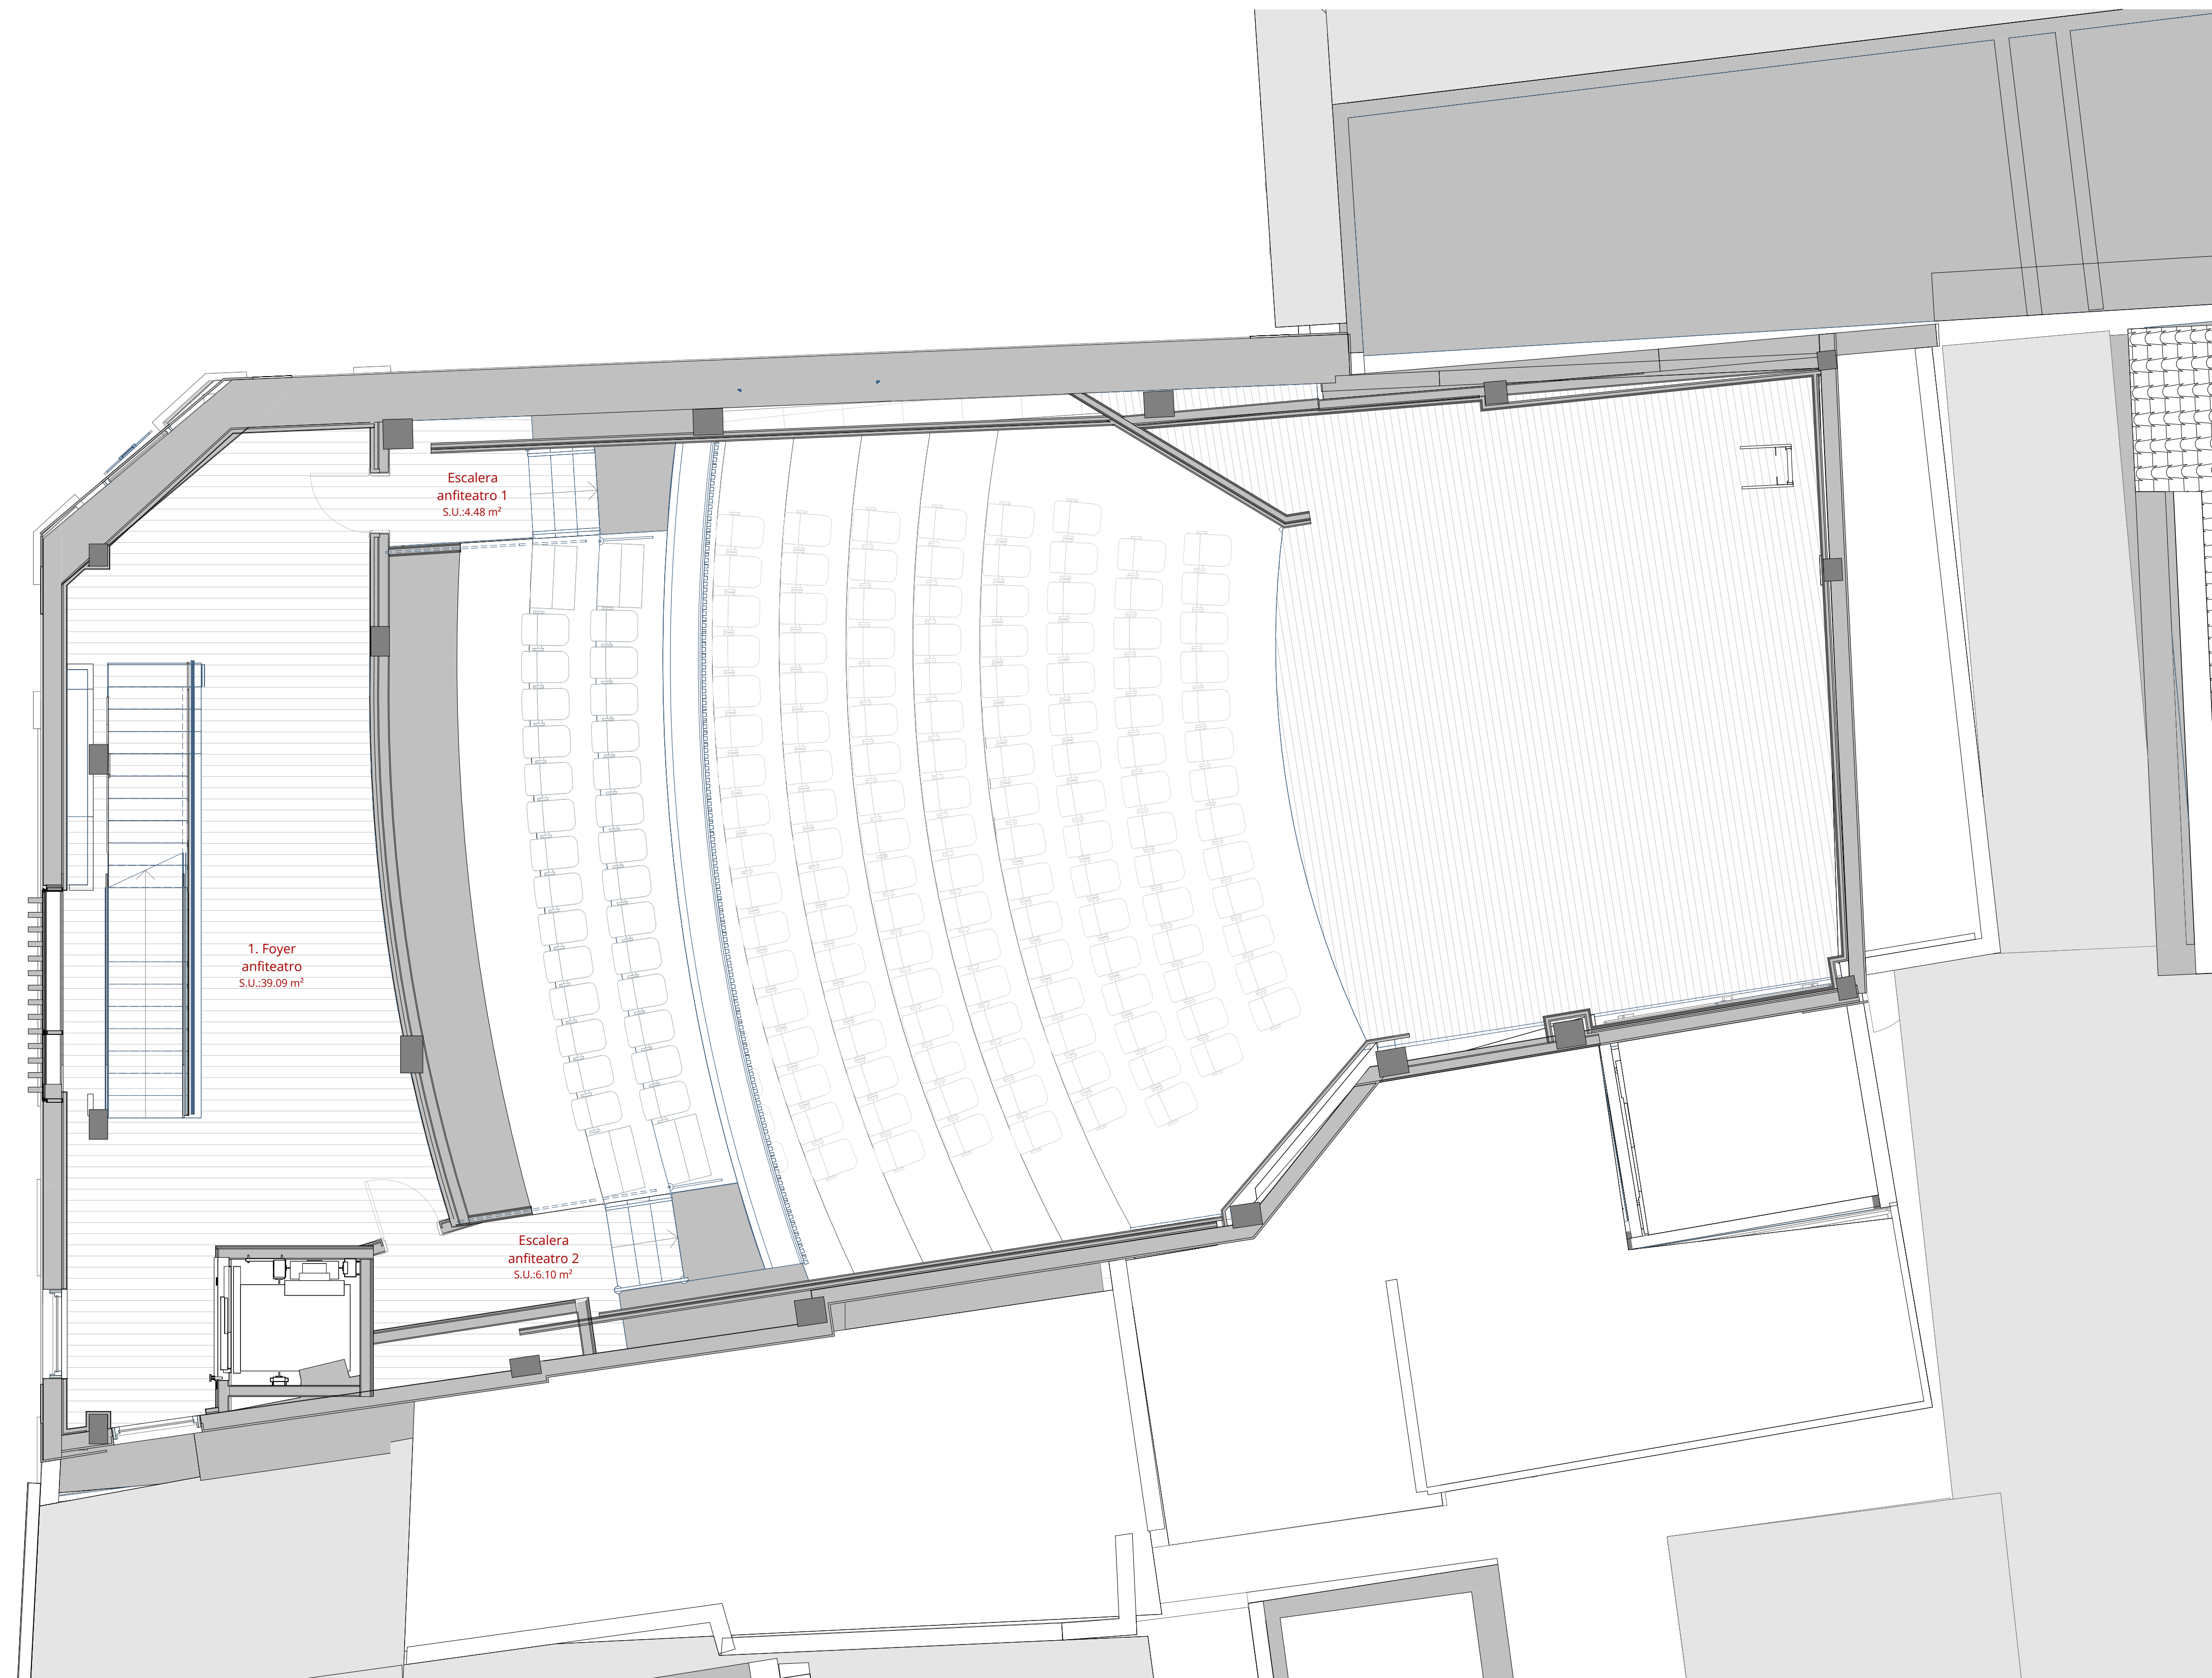 Escalera
anfiteatro 1
S.U.:4.48 m²
1. Foyer
anfiteatro
S.U.:39.09 m²
Escalera
anfiteatro 2
S.U.:6.10 m²